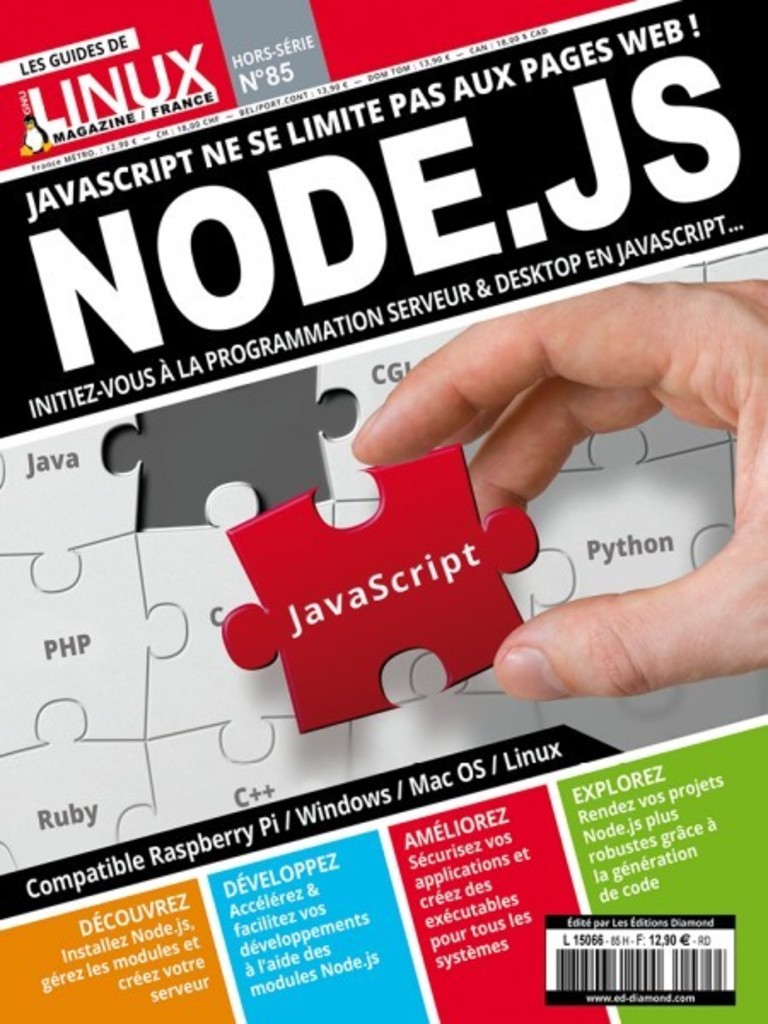 LES GUIDES DE
GNU
LINUX
MAGAZINE / FRANCE
HORS-SÉRIE
N°85
France MÉTRO. : 12,90 € — CH : 18,00 CHF — BEL/PORT.CONT : 13,90 € — DOM TOM : 13,90 € — CAN : 18,00 $ CAD
JAVASCRIPT NE SE LIMITE PAS AUX PAGES WEB !
NODE.JS
INITIEZ-VOUS À LA PROGRAMMATION SERVEUR & DESKTOP EN JAVASCRIPT...
CGI
Java
JavaScript
Python
PHP
C
Ruby
C++
Compatible Raspberry Pi / Windows / Mac OS / Linux
DÉCOUVREZ
Installez Node.js,
gérez les modules et
créez votre
serveur
DÉVELOPPEZ
Accélérez &
facilitez vos
développements
à l'aide des
modules Node.js
AMÉLIOREZ
Sécurisez vos
applications et
créez des
exécutables
pour tous les
systèmes
EXPLOREZ
Rendez vos projets
Node.js plus
robustes grâce à
la génération
de code
Édité par Les Éditions Diamond
L 15066 - 85 H - F: 12,90 € - RD
www.ed-diamond.com